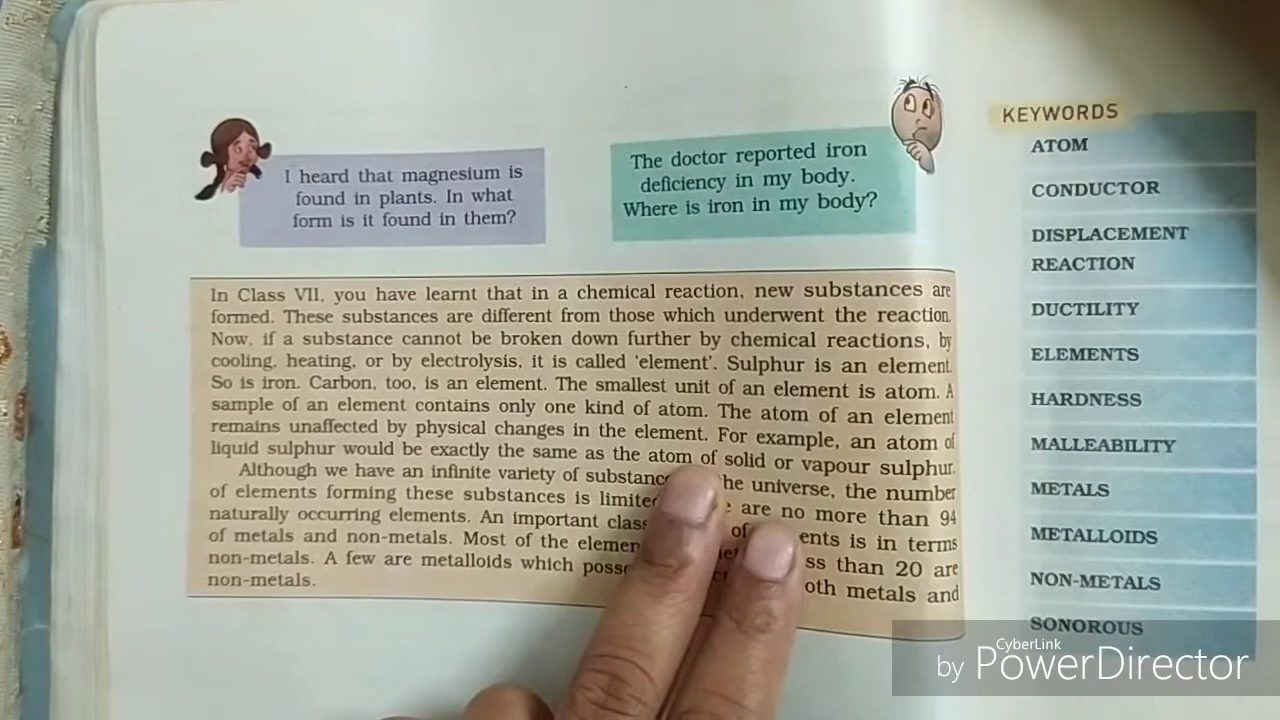 I heard that magnesium is
found in plants. In what
form is it found in them?
The doctor reported iron
deficiency in my body.
Where is iron in my body?
In Class VII, you have learnt that in a chemical reaction, new substances are
formed. These substances are different from those which underwent the reaction.
Now, if a substance cannot be broken down further by chemical reactions, by
cooling, heating, or by electrolysis, it is called ‘element’. Sulphur is an element.
So is iron. Carbon, too, is an element. The smallest unit of an element is atom. A
sample of an element contains only one kind of atom. The atom of an element
remains unaffected by physical changes in the element. For example, an atom of
liquid sulphur would be exactly the same as the atom of solid or vapour sulphur.
Although we have an infinite variety of universe, the number
of elements forming these substances is are no more than 94
naturally occurring elements. An important is in terms
of metals and non-metals. Most of the than 20 are
non-metals. A few are metalloids which metals and
non-metals.
KEYWORDS
ATOM
CONDUCTOR
DISPLACEMENT
REACTION
DUCTILITY
ELEMENTS
HARDNESS
MALLEABILITY
METALS
METALLOIDS
NON-METALS
SONOROUS
CyberLink
by PowerDirector